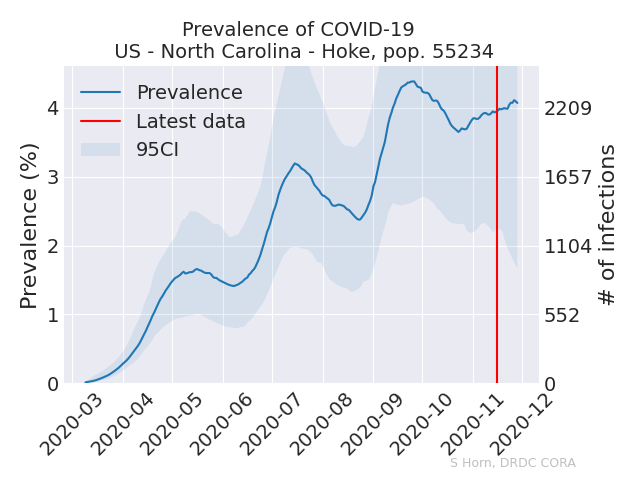 Prevalence of COVID-19
US - North Carolina - Hoke, pop. 55234
Prevalence
Latest data
95CI
Prevalence (%)
4
3
2
1
0
2209
1657
1104
552
0
# of infections
2020-03
2020-04
2020-05
2020-06
2020-07
2020-08
2020-09
2020-10
2020-11
2020-12
S Horn, DRDC CORA